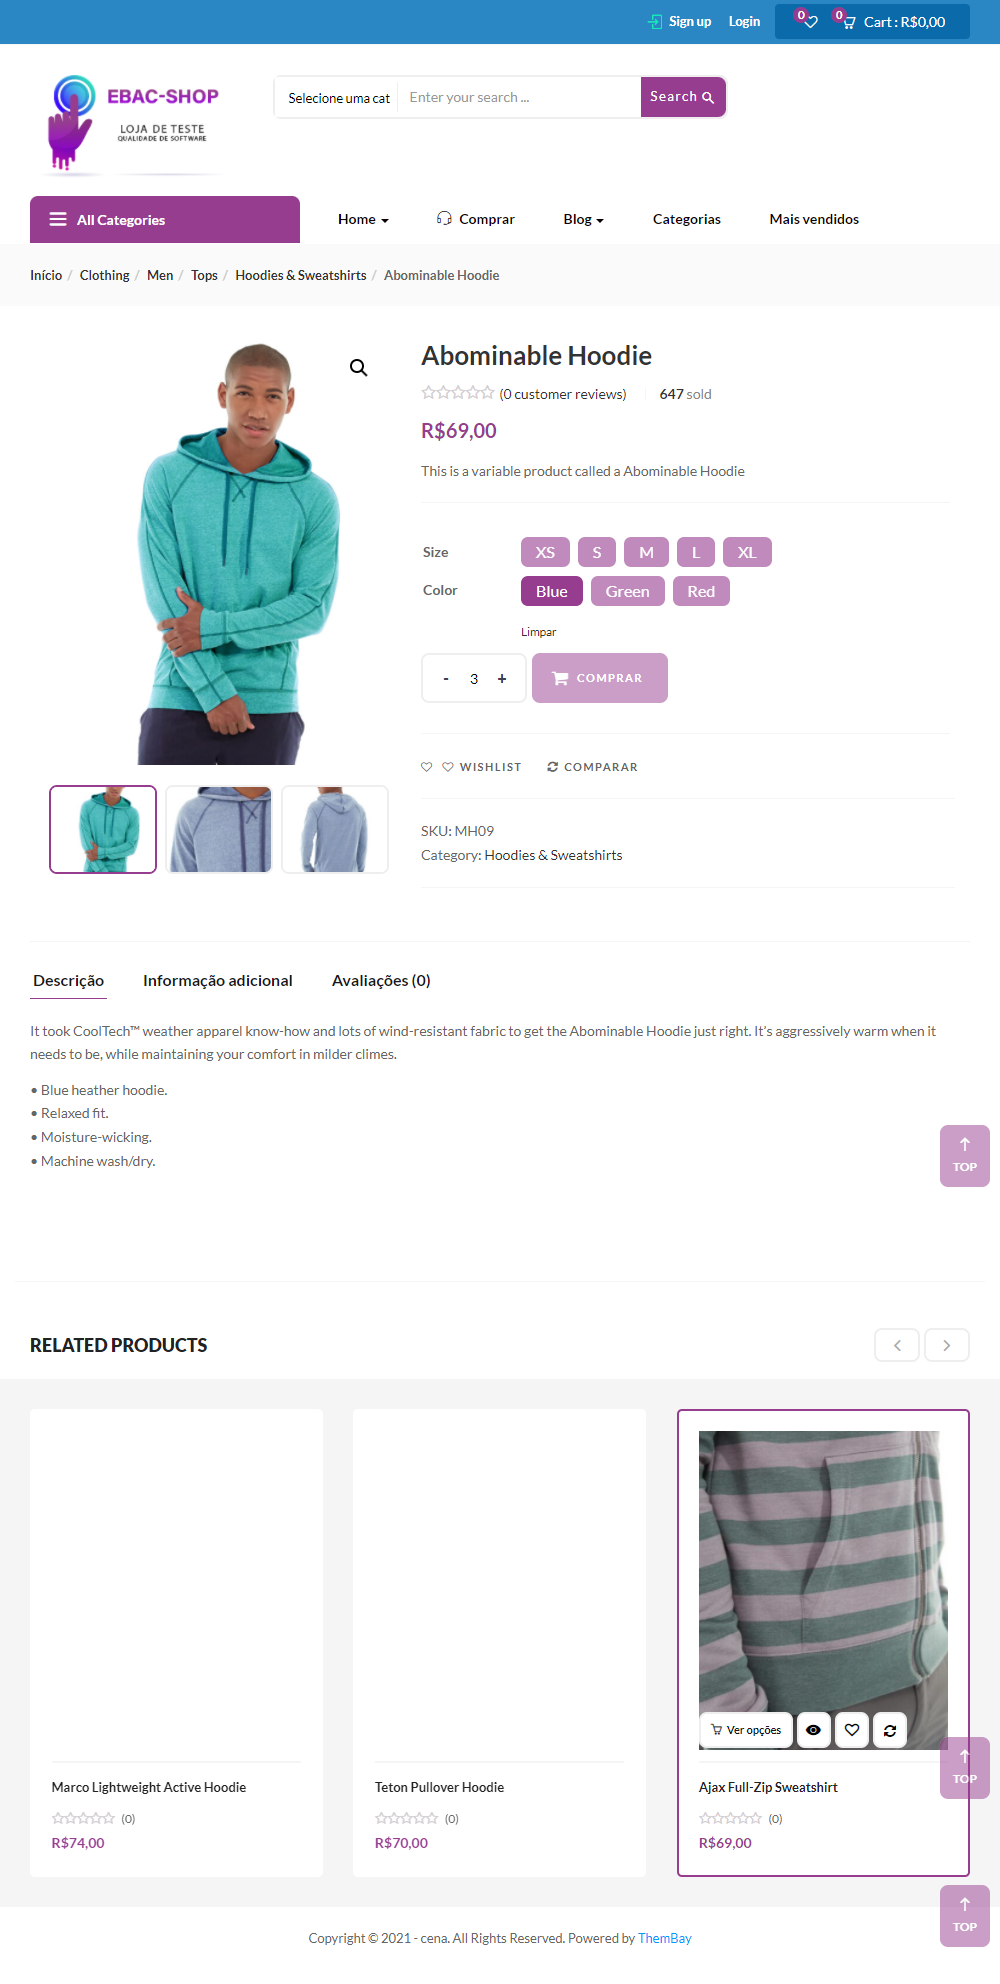 Sign up Login 0 0 Cart : R$0,00
EBAC-SHOP
LOJA DE TESTE
QUALIDADE DE SOFTWARE
Selecione uma cat Enter your search ... Search
All Categories Home Comprar Blog Categorias Mais vendidos
Início / Clothing / Men / Tops / Hoodies & Sweatshirts / Abominable Hoodie
Abominable Hoodie
(0 customer reviews) 647 sold
R$69,00
This is a variable product called a Abominable Hoodie
Size XS S M L XL
Color Blue Green Red
Limpar
- 3 + COMPRAR
WISHLIST COMPARAR
SKU: MH09
Category: Hoodies & Sweatshirts
Descrição Informação adicional Avaliações (0)
It took CoolTech™ weather apparel know-how and lots of wind-resistant fabric to get the Abominable Hoodie just right. It’s aggressively warm when it
needs to be, while maintaining your comfort in milder climes.
• Blue heather hoodie.
• Relaxed fit.
• Moisture-wicking.
• Machine wash/dry.
TOP
RELATED PRODUCTS
Ver opções
TOP
Marco Lightweight Active Hoodie Teton Pullover Hoodie Ajax Full-Zip Sweatshirt
(0) (0) (0)
R$74,00 R$70,00 R$69,00
TOP
Copyright © 2021 - cena. All Rights Reserved. Powered by ThemBay